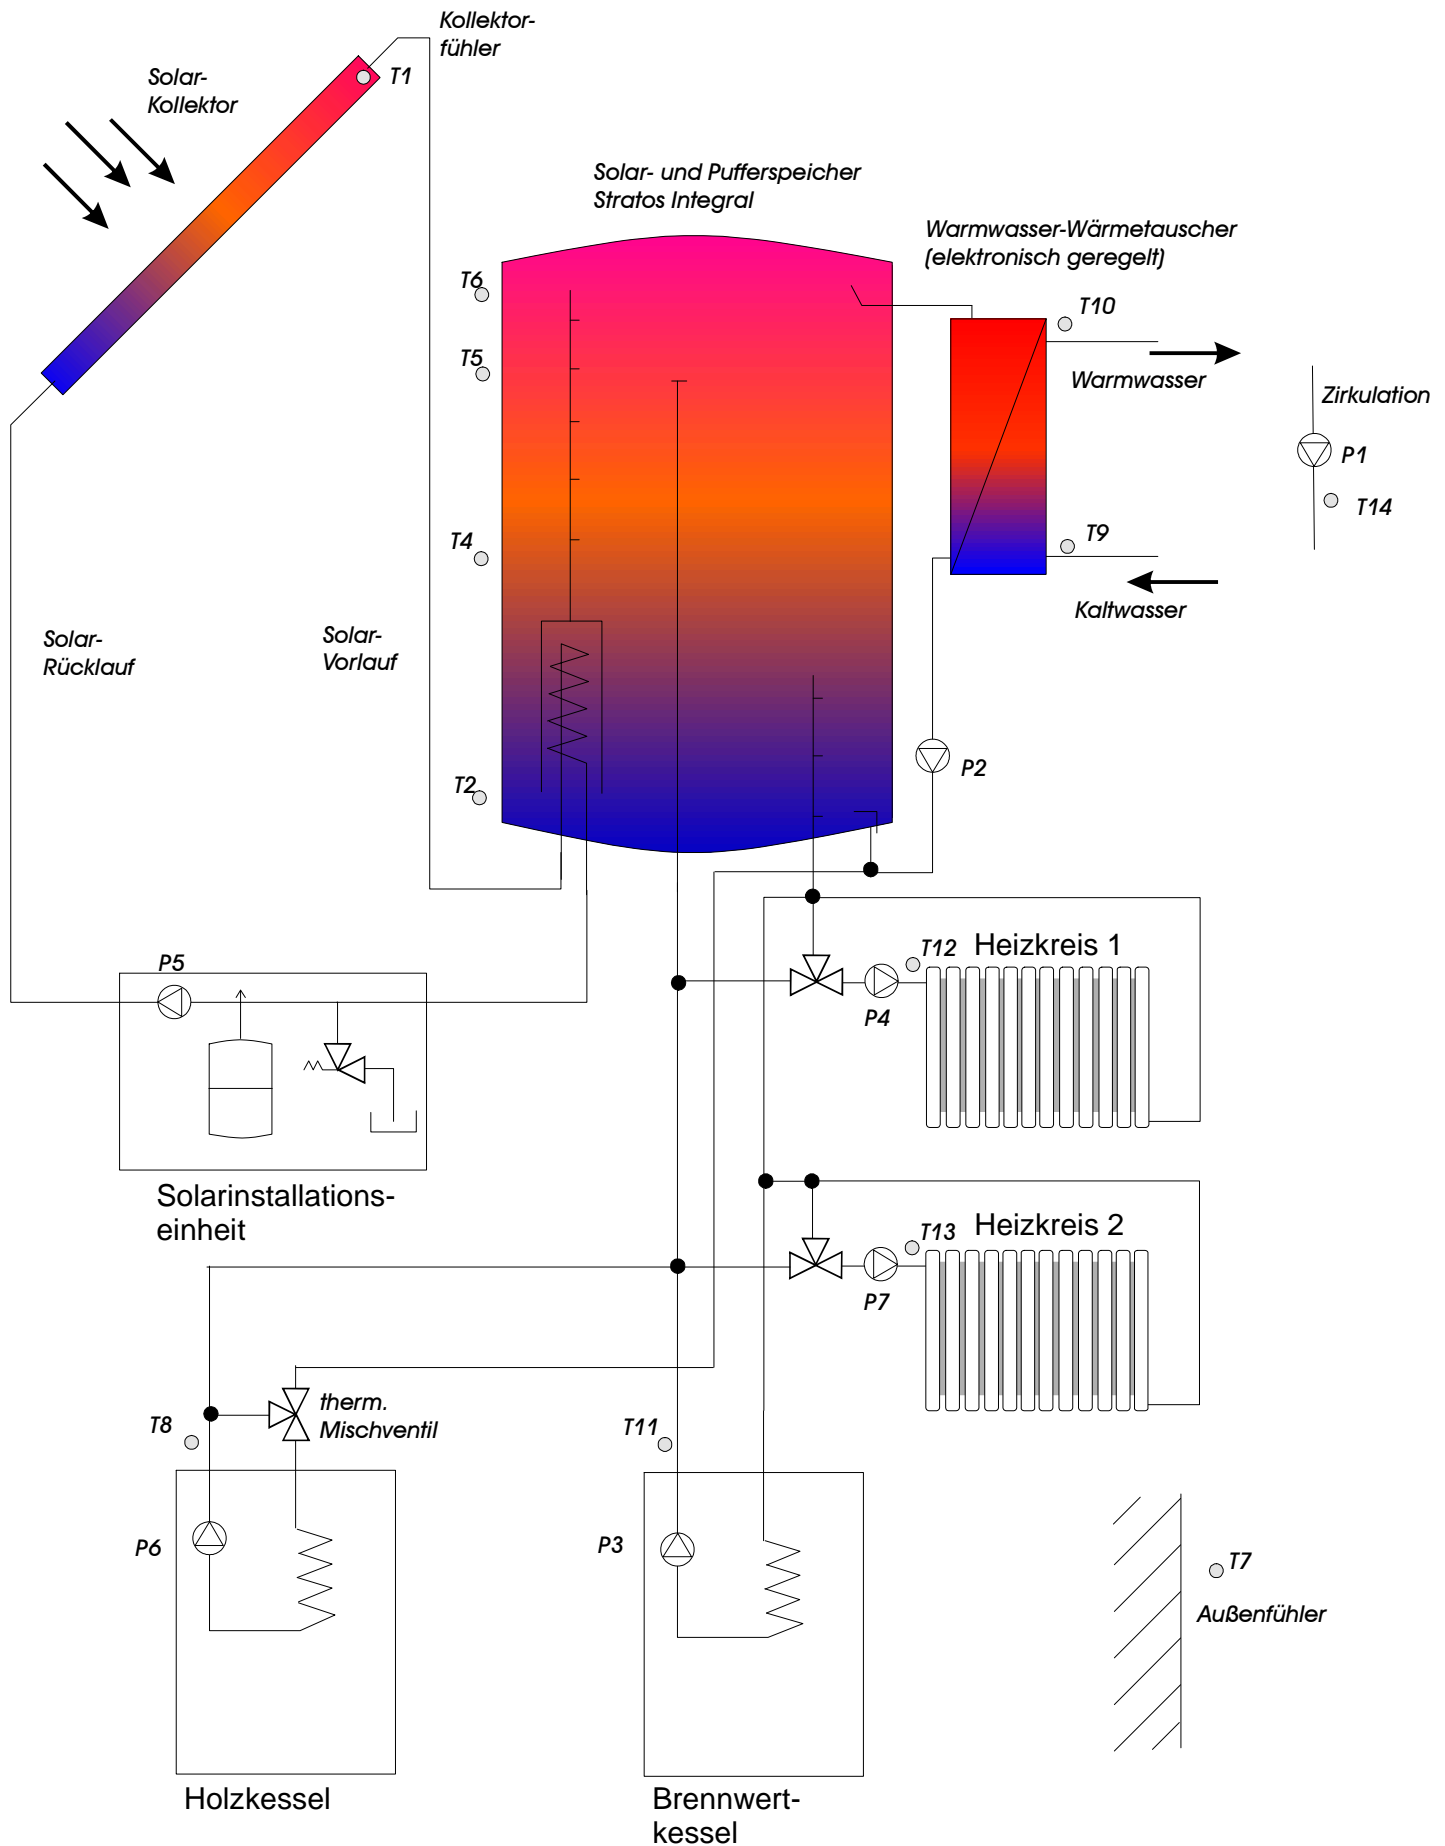 Kollektor-
fühler
Solar-
Kollektor
T1
Solar- und Pufferspeicher
Stratos Integral
Warmwasser-Wärmetauscher
(elektronisch geregelt)
T6
T10
T5
Warmwasser
Zirkulation
P1
T14
T4
T9
Kaltwasser
Solar-
Rücklauf
Solar-
Vorlauf
T2
P2
P5
T12
Heizkreis 1
P4
Solarinstallations-
einheit
T13
Heizkreis 2
P7
therm.
Mischventil
T8
T11
P6
P3
T7
Außenfühler
Holzkessel
Brennwert-
kessel